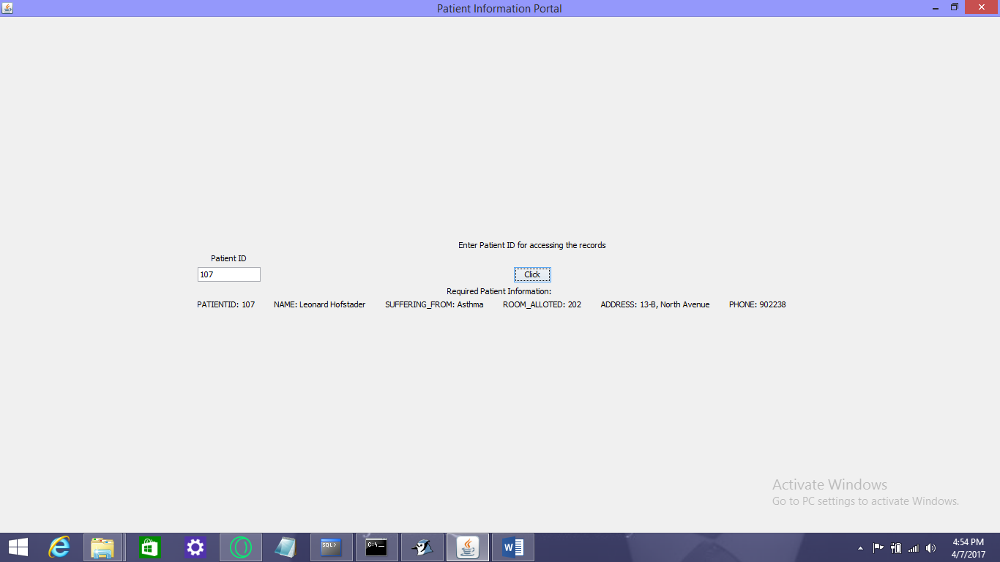 Patient Information Portal
Enter Patient ID for accessing the records
Patient ID
107
Click
Required Patient Information:
PATIENTID: 107 NAME: Leonard Hofstader SUFFERING_FROM: Asthma ROOM_ALLOTED: 202 ADDRESS: 13-B, North Avenue PHONE: 902238
Activate Windows
Go to PC settings to activate Windows.
SQL>
C:\_
W
4:54 PM
4/7/2017